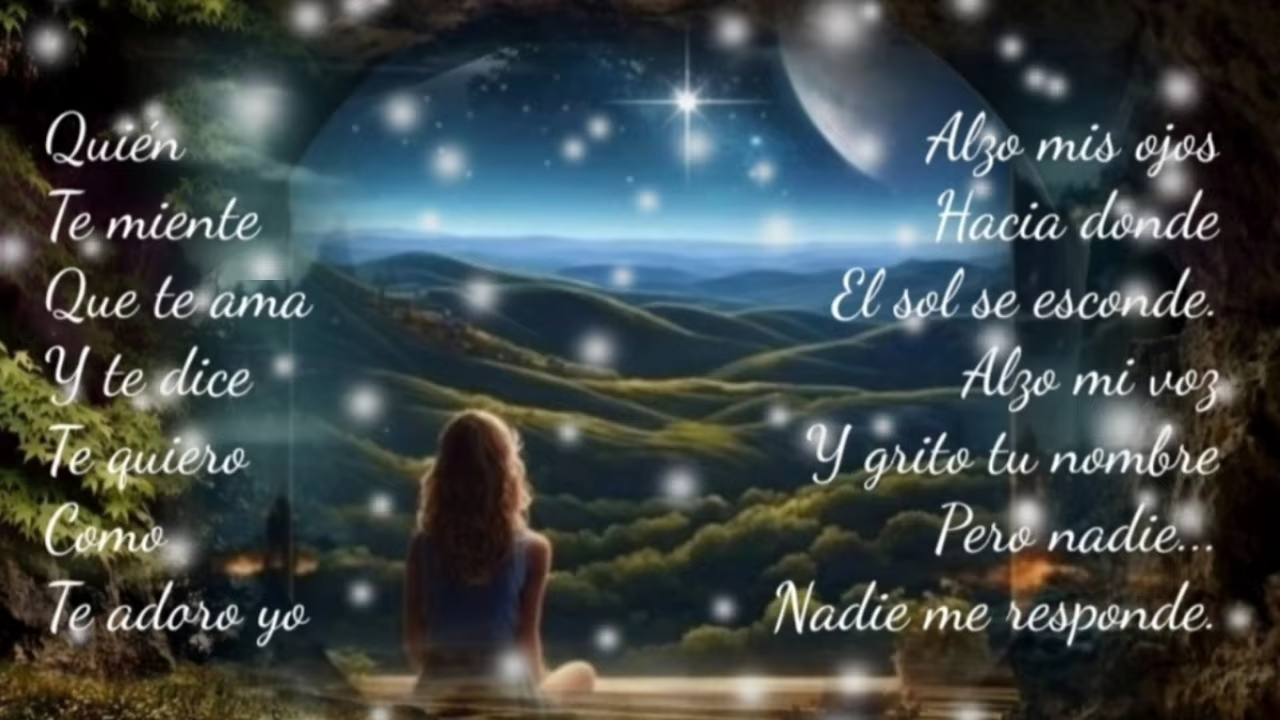 Quién
Te miente
Que te ama
Y te dice
Te quiero
Como
Te adoro yo
Alzo mis ojos
Hacia donde
El sol se esconde.
Alzo mi voz
Y grito tu nombre
Pero nadie...
Nadie me responde.